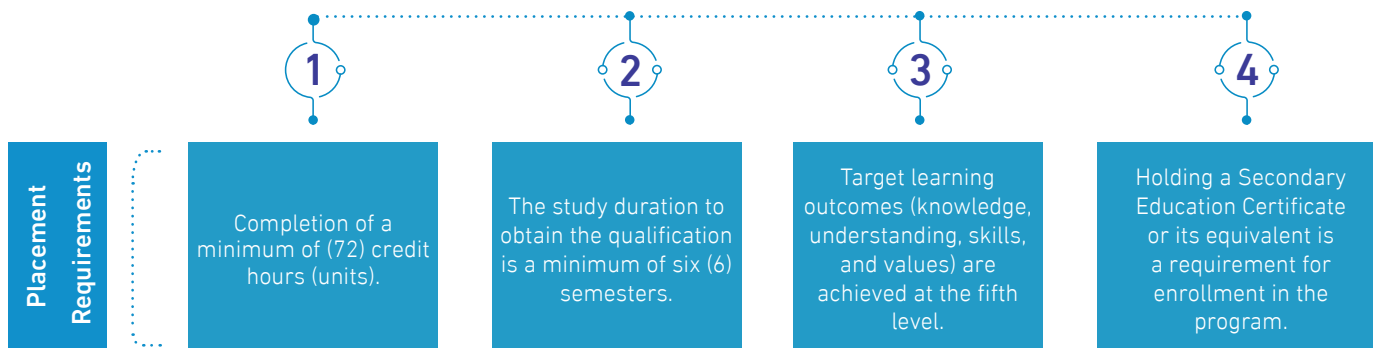 1
2
3
4
Placement
Requirements
Completion of a
minimum of (72) credit
hours (units).
The study duration to
obtain the qualification
is a minimum of six (6)
semesters.
Target learning
outcomes (knowledge,
understanding, skills,
and values) are
achieved at the fifth
level.
Holding a Secondary
Education Certificate
or its equivalent is
a requirement for
enrollment in the
program.